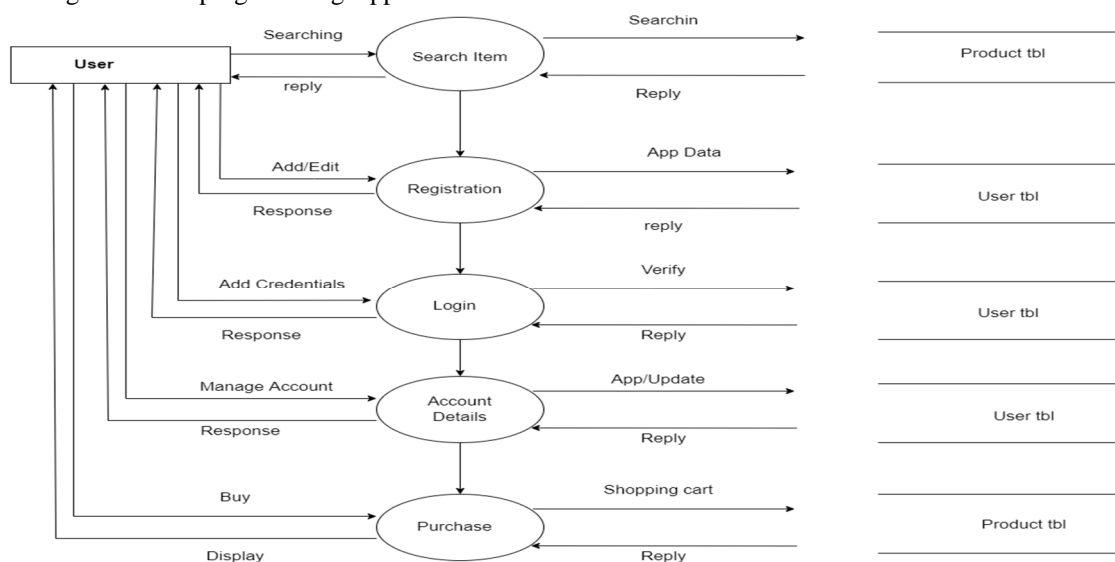 Searching
Searchin
User
Search Item
Product tbl
reply
Reply
Add/Edit
App Data
Registration
User tbl
Response
reply
Add Credentials
Verify
Login
User tbl
Response
Reply
Manage Account
App/Update
Account
Details
User tbl
Response
Reply
Buy
Shopping cart
Purchase
Product tbl
Display
Reply